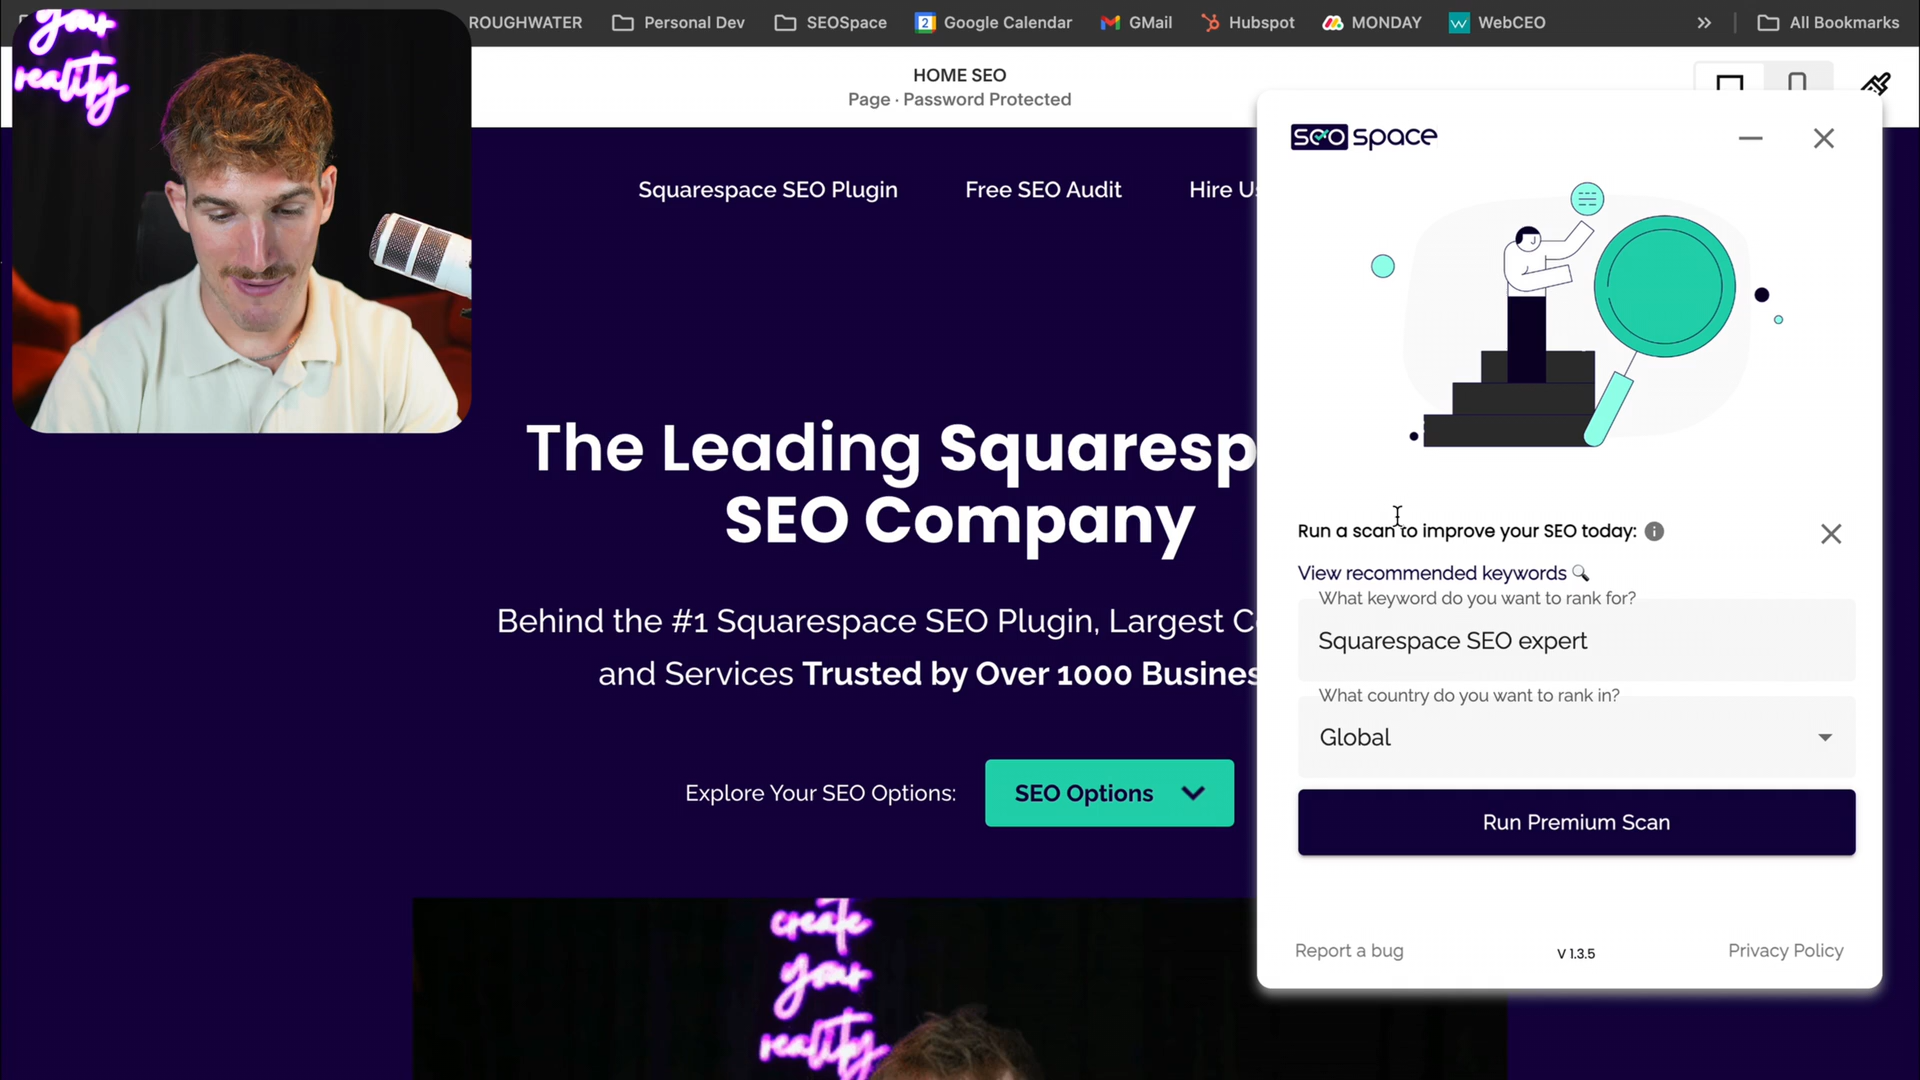 your
reality
ROUGHWATER
Personal Dev
SEOSpace
2
Google Calendar
GMail
Hubspot
MONDAY
W
WebCEO
»
All Bookmarks
HOME SEO
Page · Password Protected
seo space
Squarespace SEO Plugin
Free SEO Audit
Hire Us
The Leading Squaresp
SEO Company
Behind the #1 Squarespace SEO Plugin, Largest C
and Services Trusted by Over 1000 Busines
Explore Your SEO Options:
SEO Options
Run a scan to improve your SEO today:
View recommended keywords
What keyword do you want to rank for?
Squarespace SEO expert
What country do you want to rank in?
Global
Run Premium Scan
Report a bug
V 1.3.5
Privacy Policy
create
your
reality